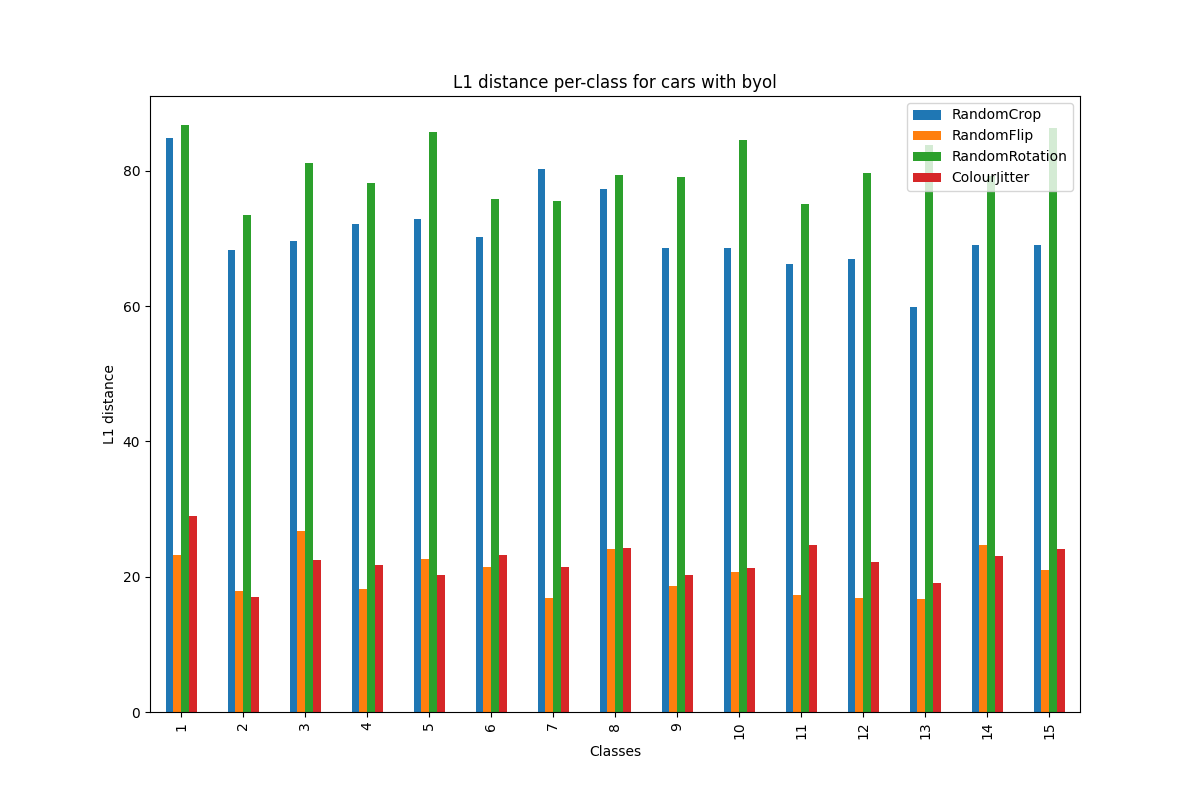 L1 distance per-class for cars with byol
RandomCrop
RandomFlip
RandomRotation
ColourJitter
80
60
40
20
0
L1 distance
1 2 3 4 5 6 7 8 9 10 11 12 13 14 15
Classes